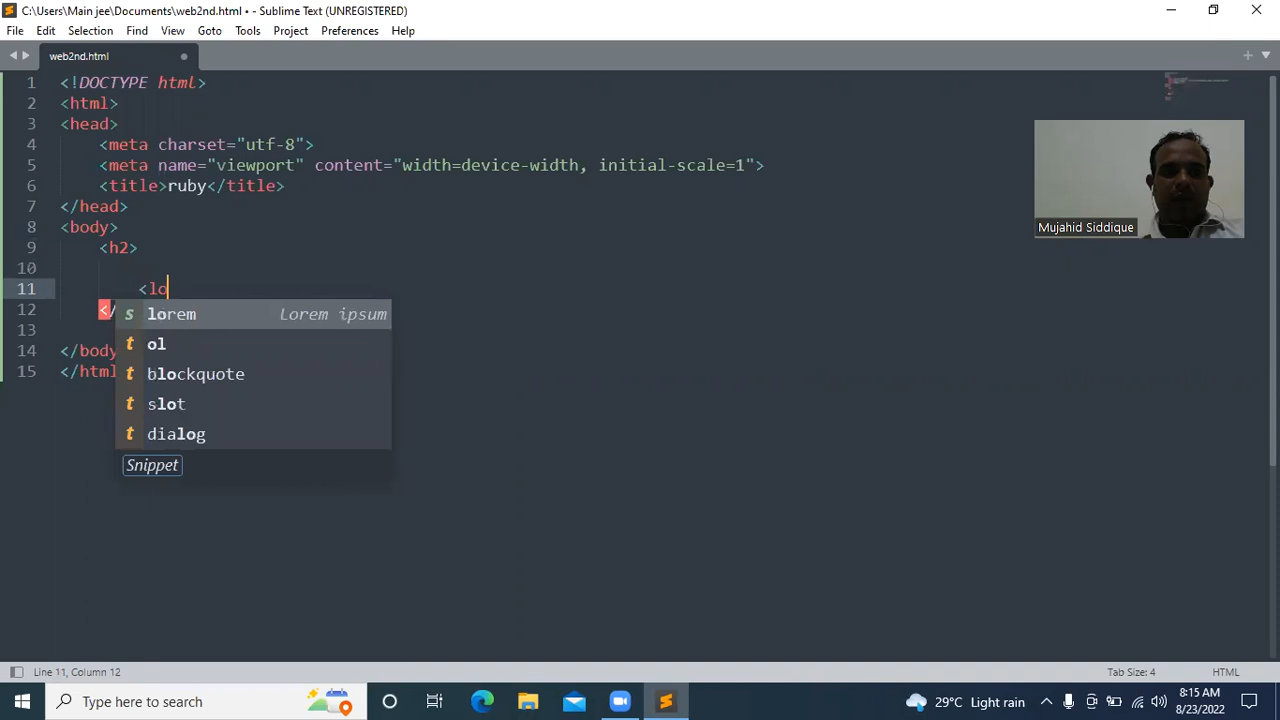 C:\Users\Main jee\Documents\web2nd.html • - Sublime Text (UNREGISTERED)
File Edit Selection Find View Goto Tools Project Preferences Help
web2nd.html
1 <!DOCTYPE html>
2 <html>
3 <head>
4 <meta charset="utf-8">
5 <meta name="viewport" content="width=device-width, initial-scale=1">
6 <title>ruby</title>
7 </head>
8 <body>
9 <h2>
10
11 <lo
12 </
s lorem Lorem ipsum
13
t ol
14 </body
15 </html
t blockquote
t slot
t dialog
Snippet
Mujahid Siddique
Line 11, Column 12 Tab Size: 4 HTML
Type here to search
29°C Light rain
8:15 AM
8/23/2022